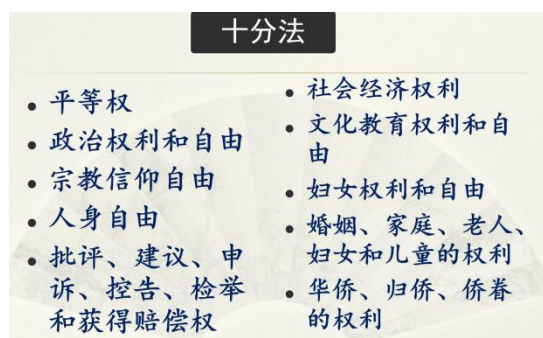 十分法
• 平等权
• 政治权利和自由
• 宗教信仰自由
• 人身自由
• 批评、建议、申
诉、控告、检举
和获得赔偿权
• 社会经济权利
• 文化教育权利和自
由
• 妇女权利和自由
• 婚姻、家庭、老人、
妇女和儿童的权利
• 华侨、归侨、侨眷
的权利